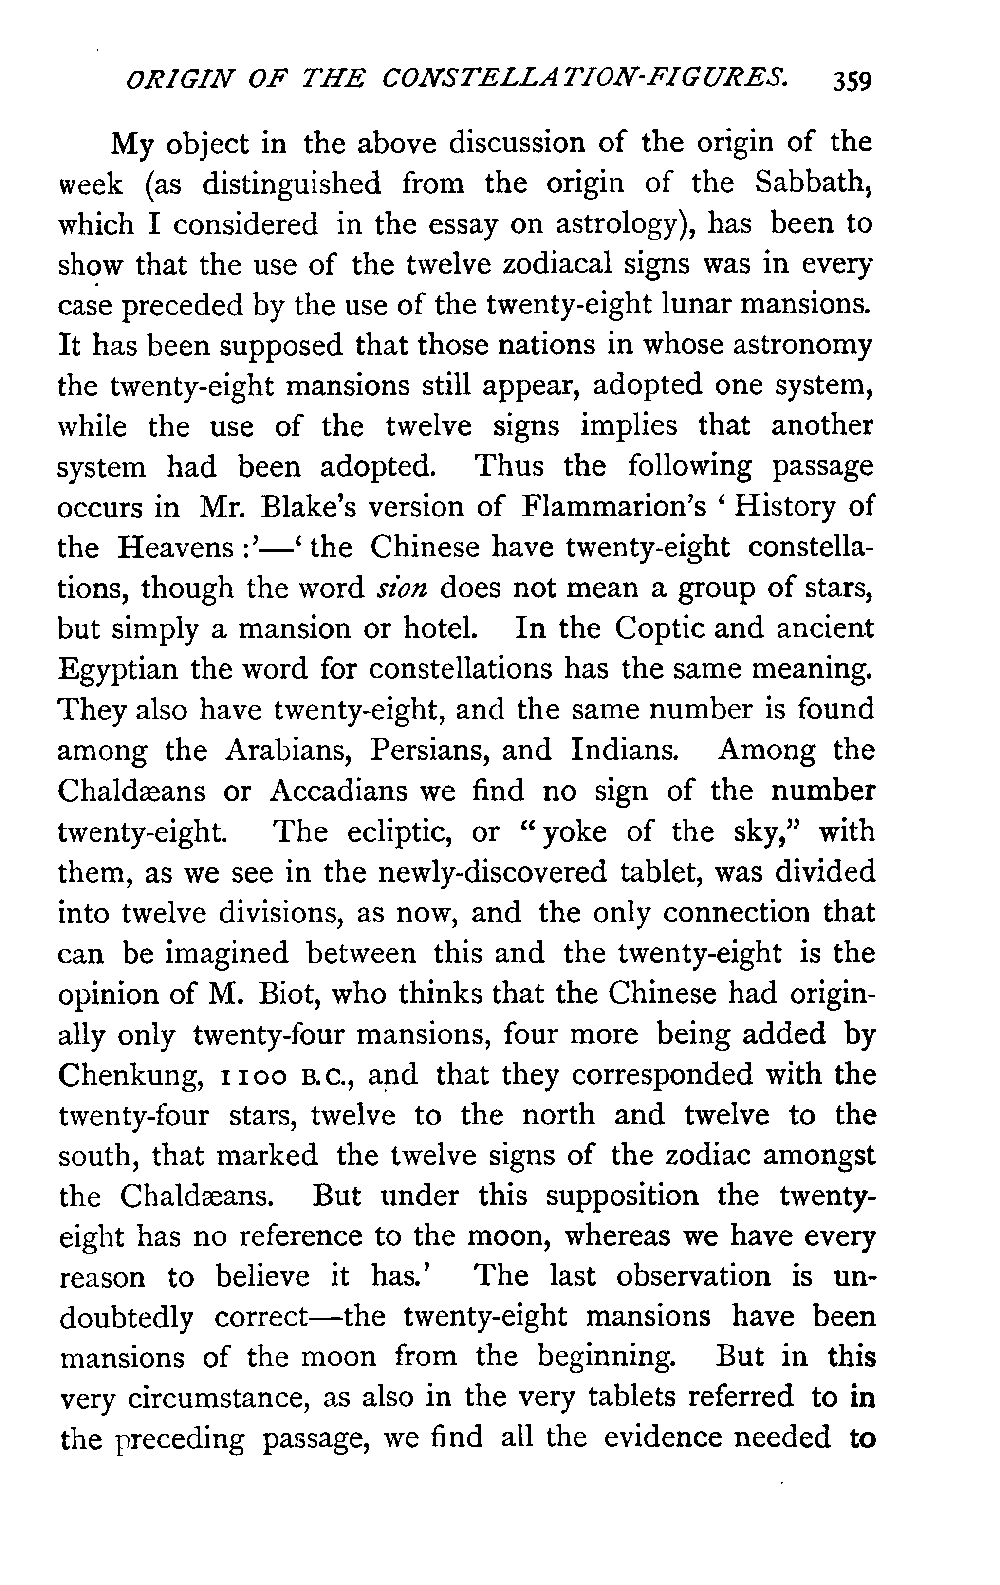 ORIGIN OF THE CONSTELLATION-FIGURES. 359
My object in the above discussion of the origin of the
week (as distinguished from the origin of the Sabbath,
which I considered in the essay on astrology), has been to
show that the use of the twelve zodiacal signs was in every
case preceded by the use of the twenty-eight lunar mansions.
It has been supposed that those nations in whose astronomy
the twenty-eight mansions still appear, adopted one system,
while the use of the twelve signs implies that another
system had been adopted. Thus the following passage
occurs in Mr. Blake's version of Flammarion's ‘ History of
the Heavens :’—‘ the Chinese have twenty-eight constella-
tions, though the word sion does not mean a group of stars,
but simply a mansion or hotel. In the Coptic and ancient
Egyptian the word for constellations has the same meaning.
They also have twenty-eight, and the same number is found
among the Arabians, Persians, and Indians. Among the
Chaldæans or Accadians we find no sign of the number
twenty-eight. The ecliptic, or “ yoke of the sky,” with
them, as we see in the newly-discovered tablet, was divided
into twelve divisions, as now, and the only connection that
can be imagined between this and the twenty-eight is the
opinion of M. Biot, who thinks that the Chinese had origin-
ally only twenty-four mansions, four more being added by
Chenkung, 1100 B.C., and that they corresponded with the
twenty-four stars, twelve to the north and twelve to the
south, that marked the twelve signs of the zodiac amongst
the Chaldæans. But under this supposition the twenty-
eight has no reference to the moon, whereas we have every
reason to believe it has.’ The last observation is un-
doubtedly correct—the twenty-eight mansions have been
mansions of the moon from the beginning. But in this
very circumstance, as also in the very tablets referred to in
the preceding passage, we find all the evidence needed to